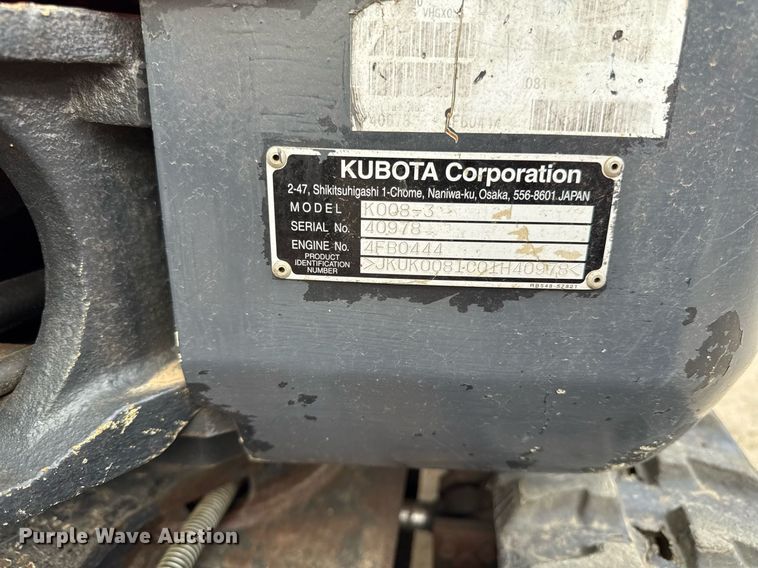 KUBOTA Corporation
2-47, Shikitsuhigashi 1-Chome, Naniwa-ku, Osaka, 556-8601 JAPAN
MODEL K008-3
SERIAL No. 40978
ENGINE No. 4FB0444
PRODUCT IDENTIFICATION NUMBER >JKUK0081C01H40978<
Purple Wave Auction